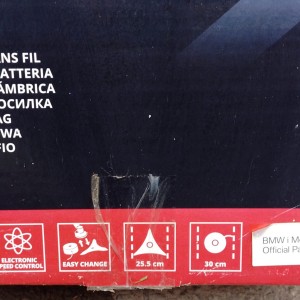 NS FIL
ATTERIA
ÁMBRICA
ОСИЛКА
AG
WA
FIO
ELECTRONIC
SPEED CONTROL
EASY CHANGE
25.5 cm
30 cm
BMW i M
Official Pa